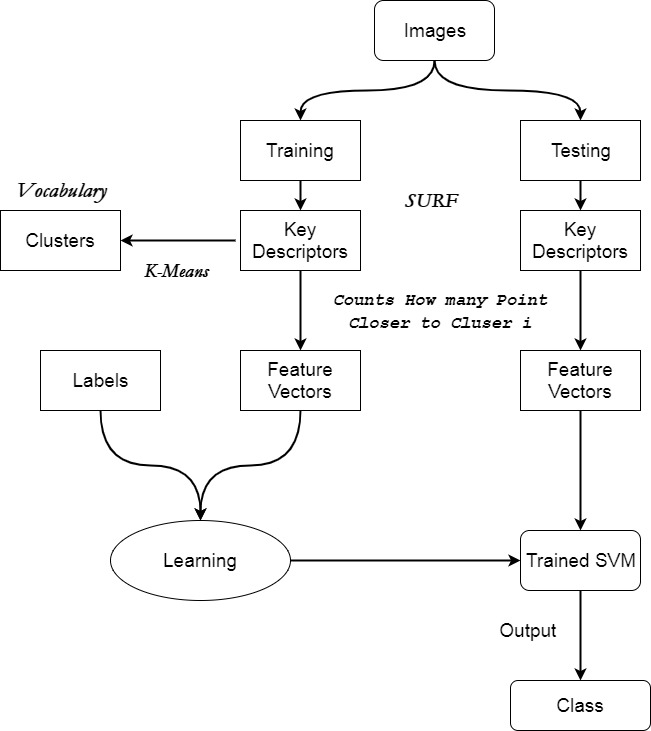 Images
Training
Testing
Vocabulary
SURF
Clusters
Key
Descriptors
Key
Descriptors
K-Means
Counts How many Point
Closer to Cluser i
Labels
Feature
Vectors
Feature
Vectors
Learning
Trained SVM
Output
Class